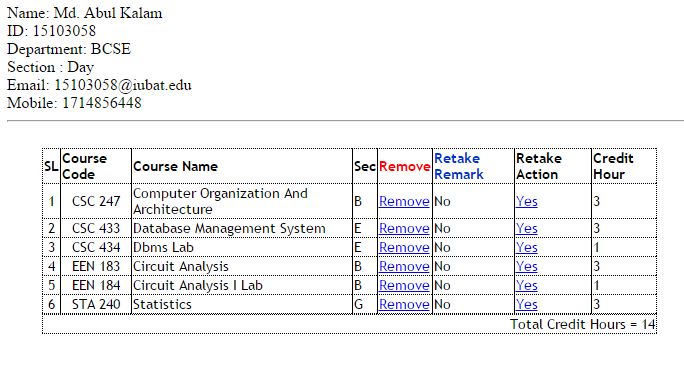 Name: Md. Abul Kalam
ID: 15103058
Department: BCSE
Section : Day
Email: 15103058@iubat.edu
Mobile: 1714856448
SL Course Code Course Name Sec Remove Retake Remark Retake Action Credit Hour
1 CSC 247 Computer Organization And Architecture B Remove No Yes 3
2 CSC 433 Database Management System E Remove No Yes 3
3 CSC 434 Dbms Lab E Remove No Yes 1
4 EEN 183 Circuit Analysis B Remove No Yes 3
5 EEN 184 Circuit Analysis I Lab B Remove No Yes 1
6 STA 240 Statistics G Remove No Yes 3
Total Credit Hours = 14